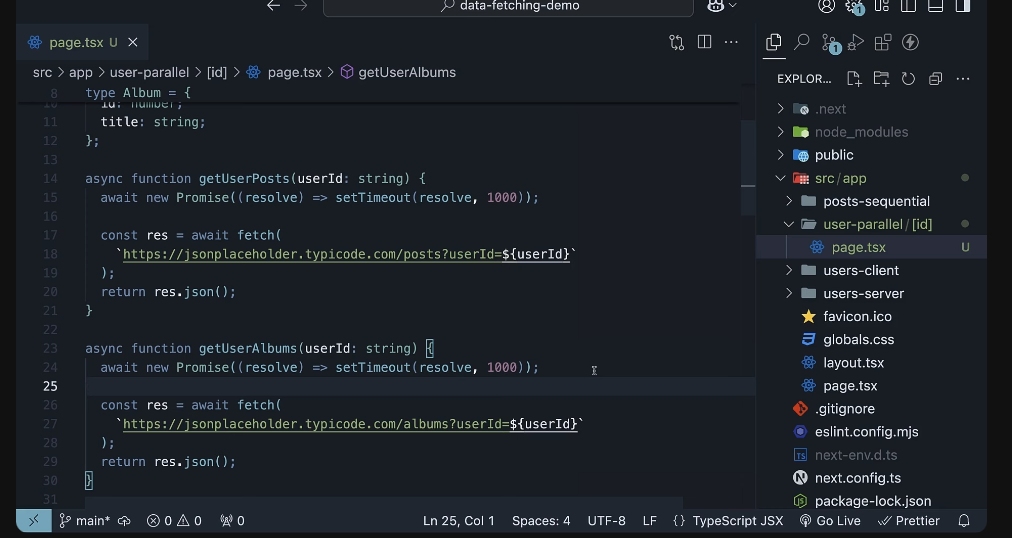 data-fetching-demo
1
page.tsx U
src > app > user-parallel > [id] > page.tsx > getUserAlbums
EXPLOR...
1
8 type Album = {
10 id: number;
11 title: string;
12 };
13
14 async function getUserPosts(userId: string) {
15 await new Promise((resolve) => setTimeout(resolve, 1000));
16
17 const res = await fetch(
18 `https://jsonplaceholder.typicode.com/posts?userId=${userId}`
19 );
20 return res.json();
21 }
22
23 async function getUserAlbums(userId: string) {
24 await new Promise((resolve) => setTimeout(resolve, 1000));
25
26 const res = await fetch(
27 `https://jsonplaceholder.typicode.com/albums?userId=${userId}`
28 );
29 return res.json();
30 }
31
.next
node_modules
public
src/app
posts-sequential
user-parallel/[id]
page.tsx U
users-client
users-server
favicon.ico
globals.css
layout.tsx
page.tsx
.gitignore
eslint.config.mjs
TS next-env.d.ts
next.config.ts
package-lock.json
main* 0 0 0 Ln 25, Col 1 Spaces: 4 UTF-8 LF {} TypeScript JSX Go Live Prettier